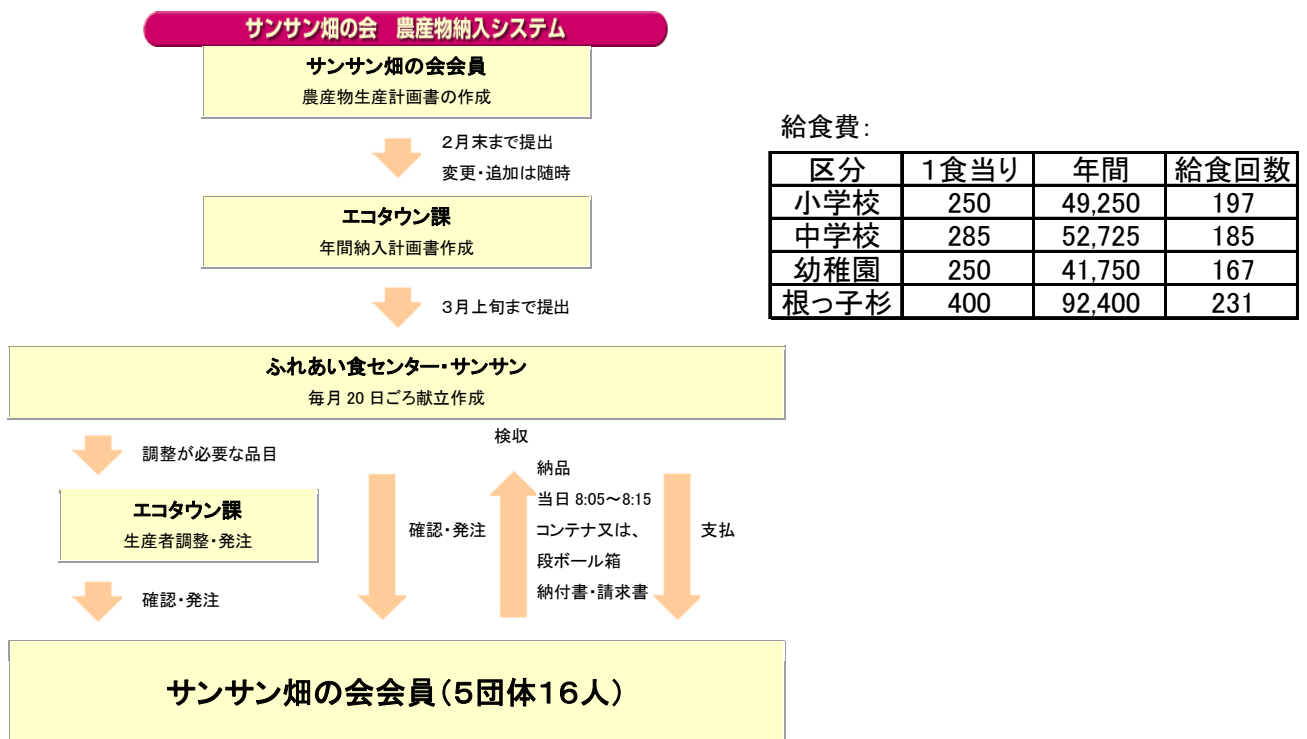 サンサン畑の会　農産物納入システム
サンサン畑の会会員
農産物生産計画書の作成
２月末まで提出
変更・追加は随時
エコタウン課
年間納入計画書作成
３月上旬まで提出
ふれあい食センター・サンサン
毎月 20 日ごろ献立作成
調整が必要な品目
エコタウン課
生産者調整・発注
確認・発注
確認・発注
検収
納品
当日 8:05～8:15
コンテナ又は、
段ボール箱
納付書・請求書
支払
サンサン畑の会会員（５団体１６人）
給食費：
区分 １食当り 年間 給食回数
小学校 250 49,250 197
中学校 285 52,725 185
幼稚園 250 41,750 167
根っ子杉 400 92,400 231